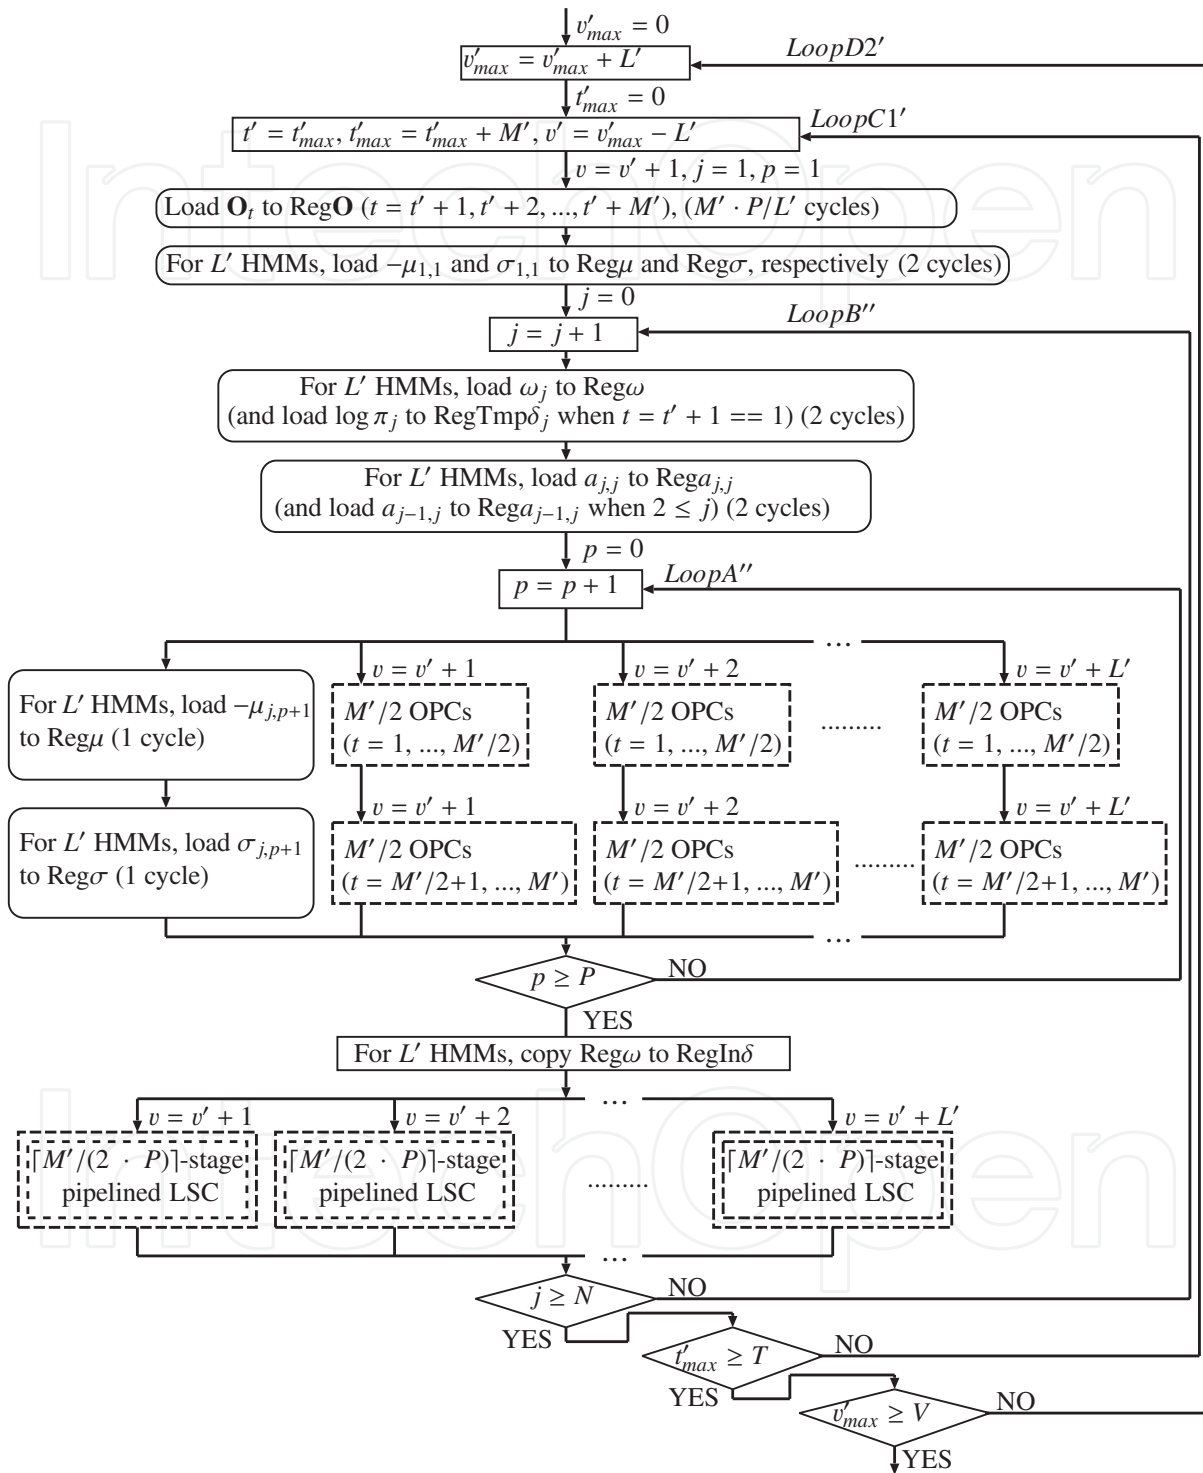 v'max = 0
v'max = v'max + L'
LoopD2'
t'max = 0
t' = t'max, t'max = t'max + M', v' = v'max − L'
LoopC1'
v = v' + 1, j = 1, p = 1
Load Ot to RegO (t = t' + 1, t' + 2, ..., t' + M'), (M' · P/L' cycles)
For L' HMMs, load −μ1,1 and σ1,1 to Regμ and Regσ, respectively (2 cycles)
j = 0
j = j + 1
LoopB''
For L' HMMs, load ωj to Regω
(and load log πj to RegTmpδj when t = t' + 1 == 1) (2 cycles)
For L' HMMs, load aj,j to Regaj,j
(and load aj−1,j to Regaj−1,j when 2 ≤ j) (2 cycles)
p = 0
p = p + 1
LoopA''
...
For L' HMMs, load −μj,p+1
to Regμ (1 cycle)
v = v' + 1
M'/2 OPCs
(t = 1, ..., M'/2)
v = v' + 2
M'/2 OPCs
(t = 1, ..., M'/2)
.........
v = v' + L'
M'/2 OPCs
(t = 1, ..., M'/2)
For L' HMMs, load σj,p+1
to Regσ (1 cycle)
v = v' + 1
M'/2 OPCs
(t = M'/2+1, ..., M')
v = v' + 2
M'/2 OPCs
(t = M'/2+1, ..., M')
.........
v = v' + L'
M'/2 OPCs
(t = M'/2+1, ..., M')
...
p ≥ P
NO
YES
For L' HMMs, copy Regω to RegInδ
...
v = v' + 1
⌈M'/(2 · P)⌉-stage
pipelined LSC
v = v' + 2
⌈M'/(2 · P)⌉-stage
pipelined LSC
.........
v = v' + L'
⌈M'/(2 · P)⌉-stage
pipelined LSC
...
j ≥ N
NO
YES
t'max ≥ T
NO
YES
v'max ≥ V
NO
YES
IntechOpen
IntechOpen